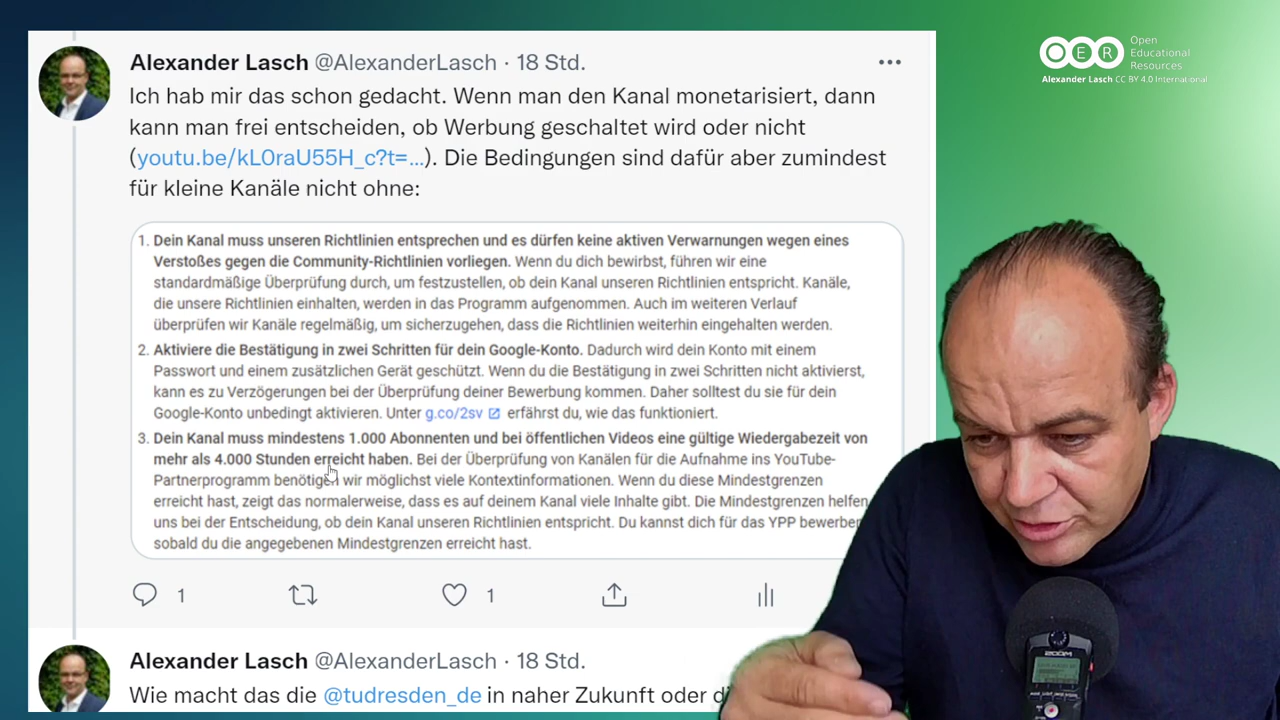 Alexander Lasch @AlexanderLasch · 18 Std.
Ich hab mir das schon gedacht. Wenn man den Kanal monetarisiert, dann
kann man frei entscheiden, ob Werbung geschaltet wird oder nicht
(youtu.be/kL0raU55H_c?t=...). Die Bedingungen sind dafür aber zumindest
für kleine Kanäle nicht ohne:
1. Dein Kanal muss unseren Richtlinien entsprechen und es dürfen keine aktiven Verwarnungen wegen eines
Verstoßes gegen die Community-Richtlinien vorliegen. Wenn du dich bewirbst, führen wir eine
standardmäßige Überprüfung durch, um festzustellen, ob dein Kanal unseren Richtlinien entspricht. Kanäle,
die unsere Richtlinien einhalten, werden in das Programm aufgenommen. Auch im weiteren Verlauf
überprüfen wir Kanäle regelmäßig, um sicherzugehen, dass die Richtlinien weiterhin eingehalten werden.
2. Aktiviere die Bestätigung in zwei Schritten für dein Google-Konto. Dadurch wird dein Konto mit einem
Passwort und einem zusätzlichen Gerät geschützt. Wenn du die Bestätigung in zwei Schritten nicht aktivierst,
kann es zu Verzögerungen bei der Überprüfung deiner Bewerbung kommen. Daher solltest du sie für dein
Google-Konto unbedingt aktivieren. Unter g.co/2sv erfährst du, wie das funktioniert.
3. Dein Kanal muss mindestens 1.000 Abonnenten und bei öffentlichen Videos eine gültige Wiedergabezeit von
mehr als 4.000 Stunden erreicht haben. Bei der Überprüfung von Kanälen für die Aufnahme ins YouTube-
Partnerprogramm benötigen wir möglichst viele Kontextinformationen. Wenn du diese Mindestgrenzen
erreicht hast, zeigt das normalerweise, dass es auf deinem Kanal viele Inhalte gibt. Die Mindestgrenzen helfen
uns bei der Entscheidung, ob dein Kanal unseren Richtlinien entspricht. Du kannst dich für das YPP bewerben
sobald du die angegebenen Mindestgrenzen erreicht hast.
1 1
Alexander Lasch @AlexanderLasch · 18 Std.
Wie macht das die @tudresden_de in naher Zukunft oder
OER Open
Educational
Resources
Alexander Lasch CC BY 4.0 International
ZOOM